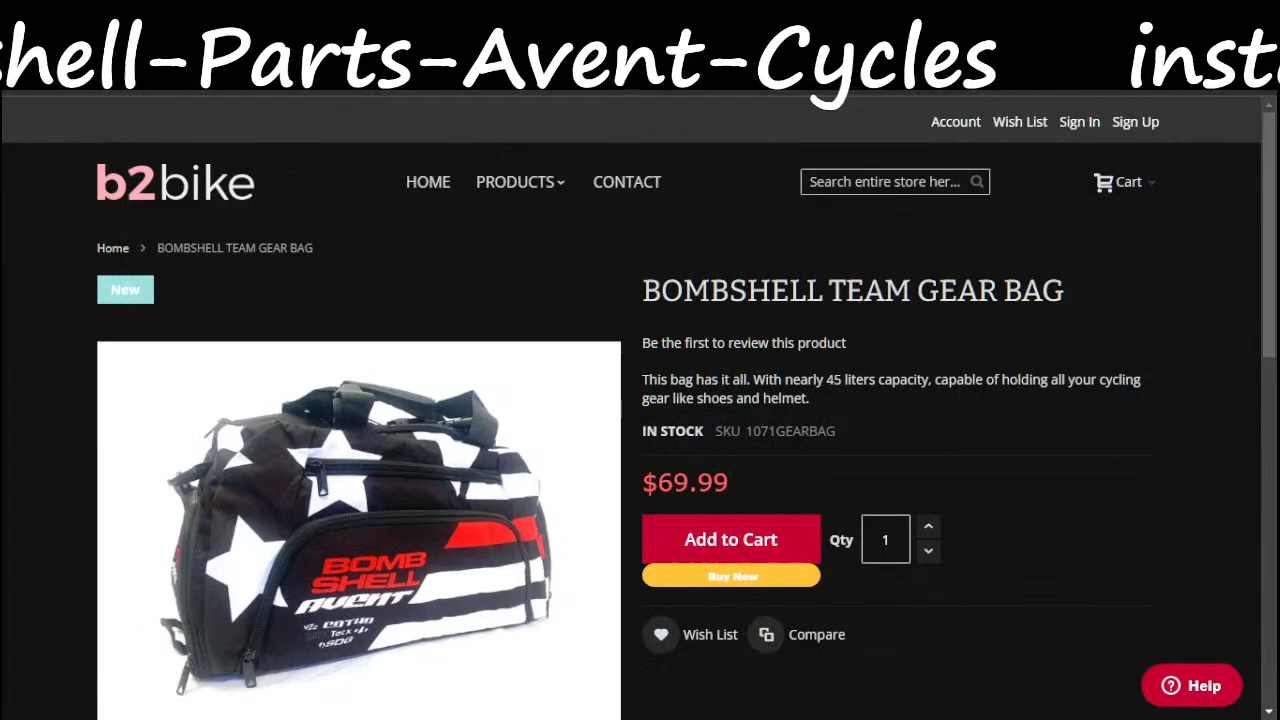 shell-Parts-Avent-Cycles inst
Account Wish List Sign In Sign Up
b2bike HOME PRODUCTS CONTACT Search entire store her... Cart
Home BOMBSHELL TEAM GEAR BAG
New
BOMBSHELL TEAM GEAR BAG
Be the first to review this product
This bag has it all. With nearly 45 liters capacity, capable of holding all your cycling
gear like shoes and helmet.
IN STOCK SKU 1071GEARBAG
$69.99
Add to Cart Qty 1
Buy Now
Wish List Compare
Help
BOMB
SHELL
AVENT
Tacx
SDG